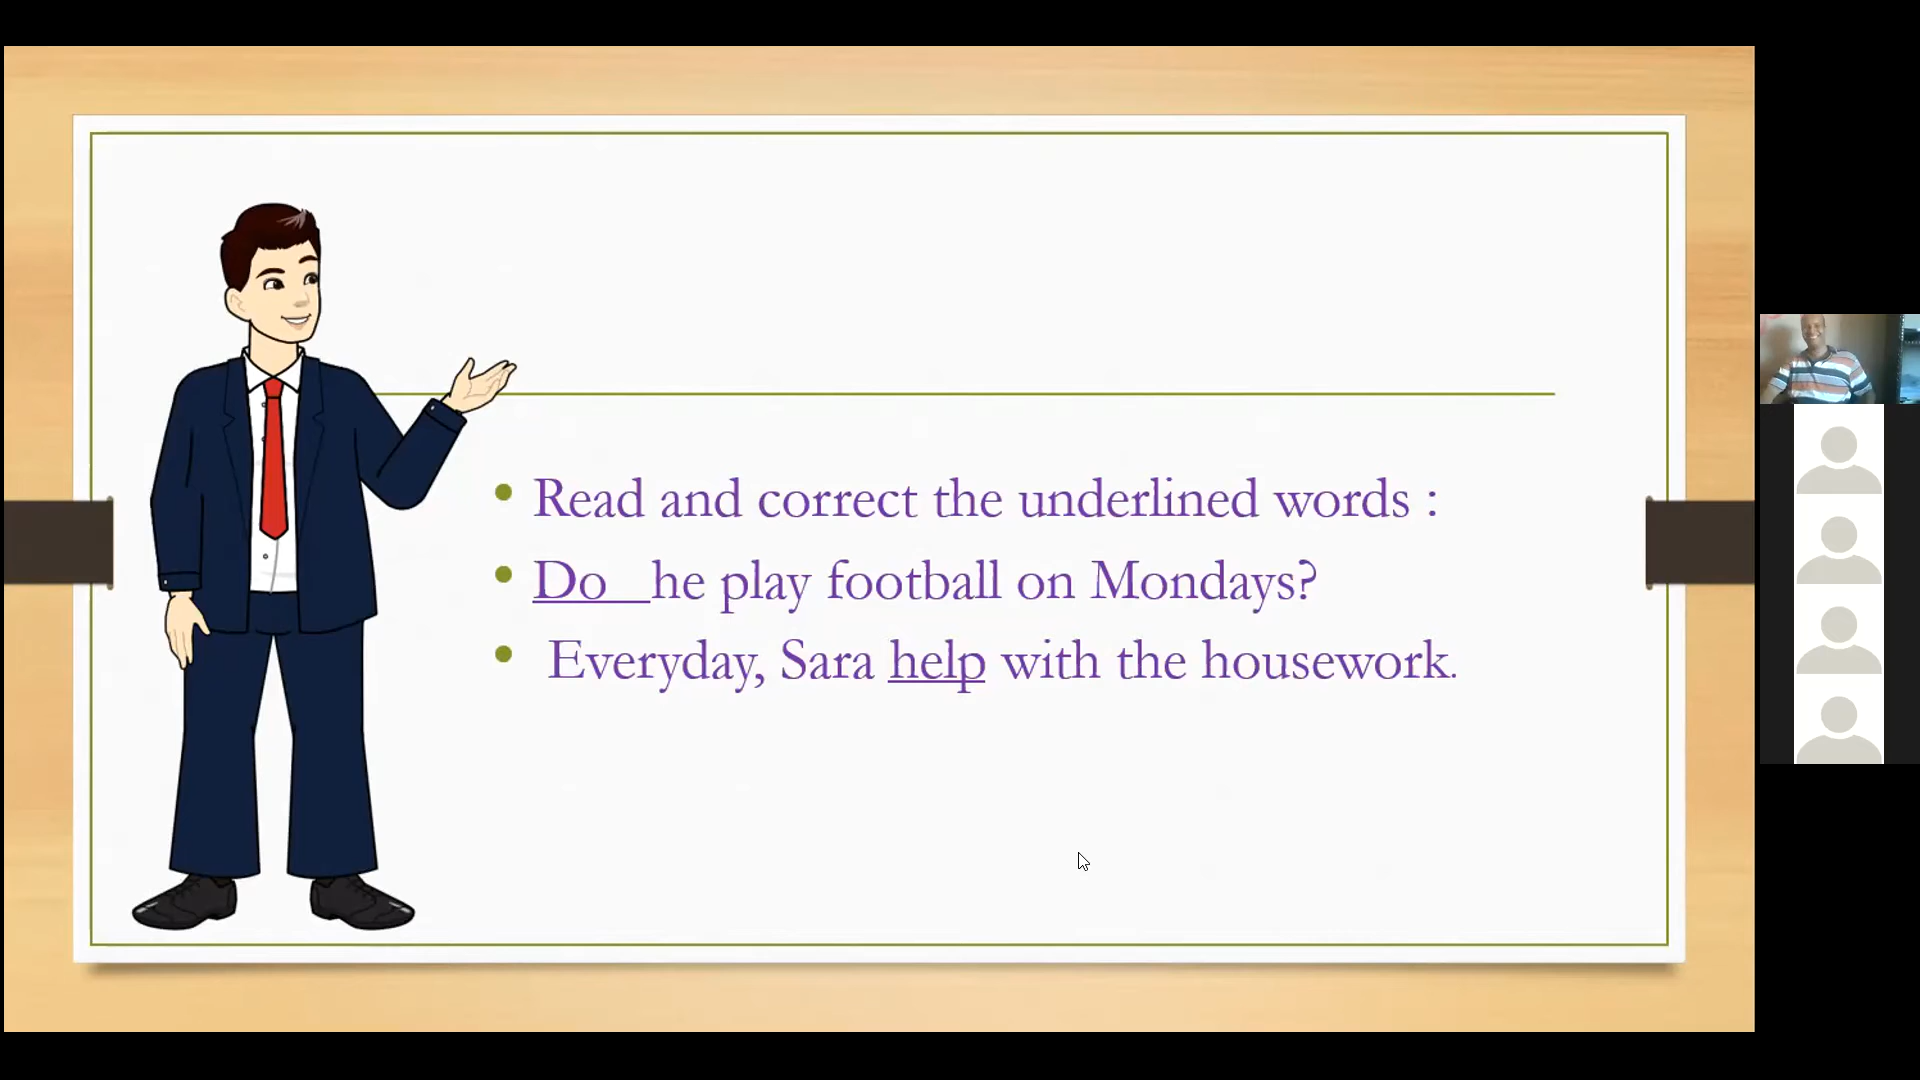 Read and correct the underlined words :
Do he play football on Mondays?
Everyday, Sara help with the housework.